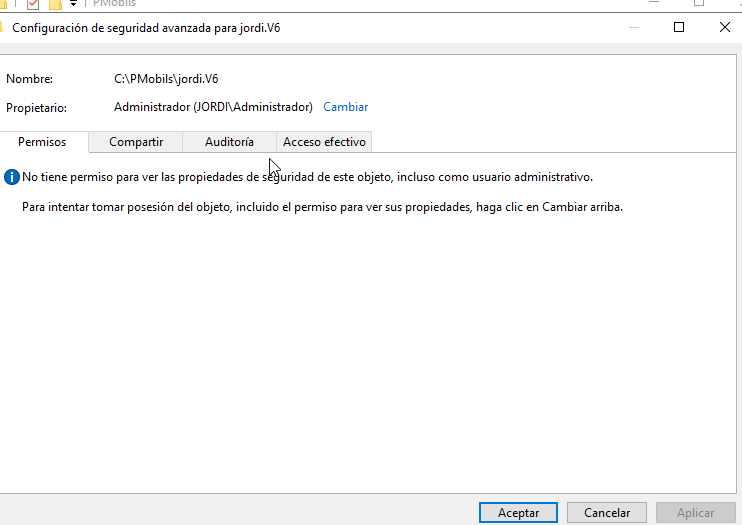 PMobils
Configuración de seguridad avanzada para jordi.V6
Nombre: C:\PMobils\jordi.V6
Propietario: Administrador (JORDI\Administrador) Cambiar
Permisos Compartir Auditoría Acceso efectivo
No tiene permiso para ver las propiedades de seguridad de este objeto, incluso como usuario administrativo.
Para intentar tomar posesión del objeto, incluido el permiso para ver sus propiedades, haga clic en Cambiar arriba.
Aceptar Cancelar Aplicar